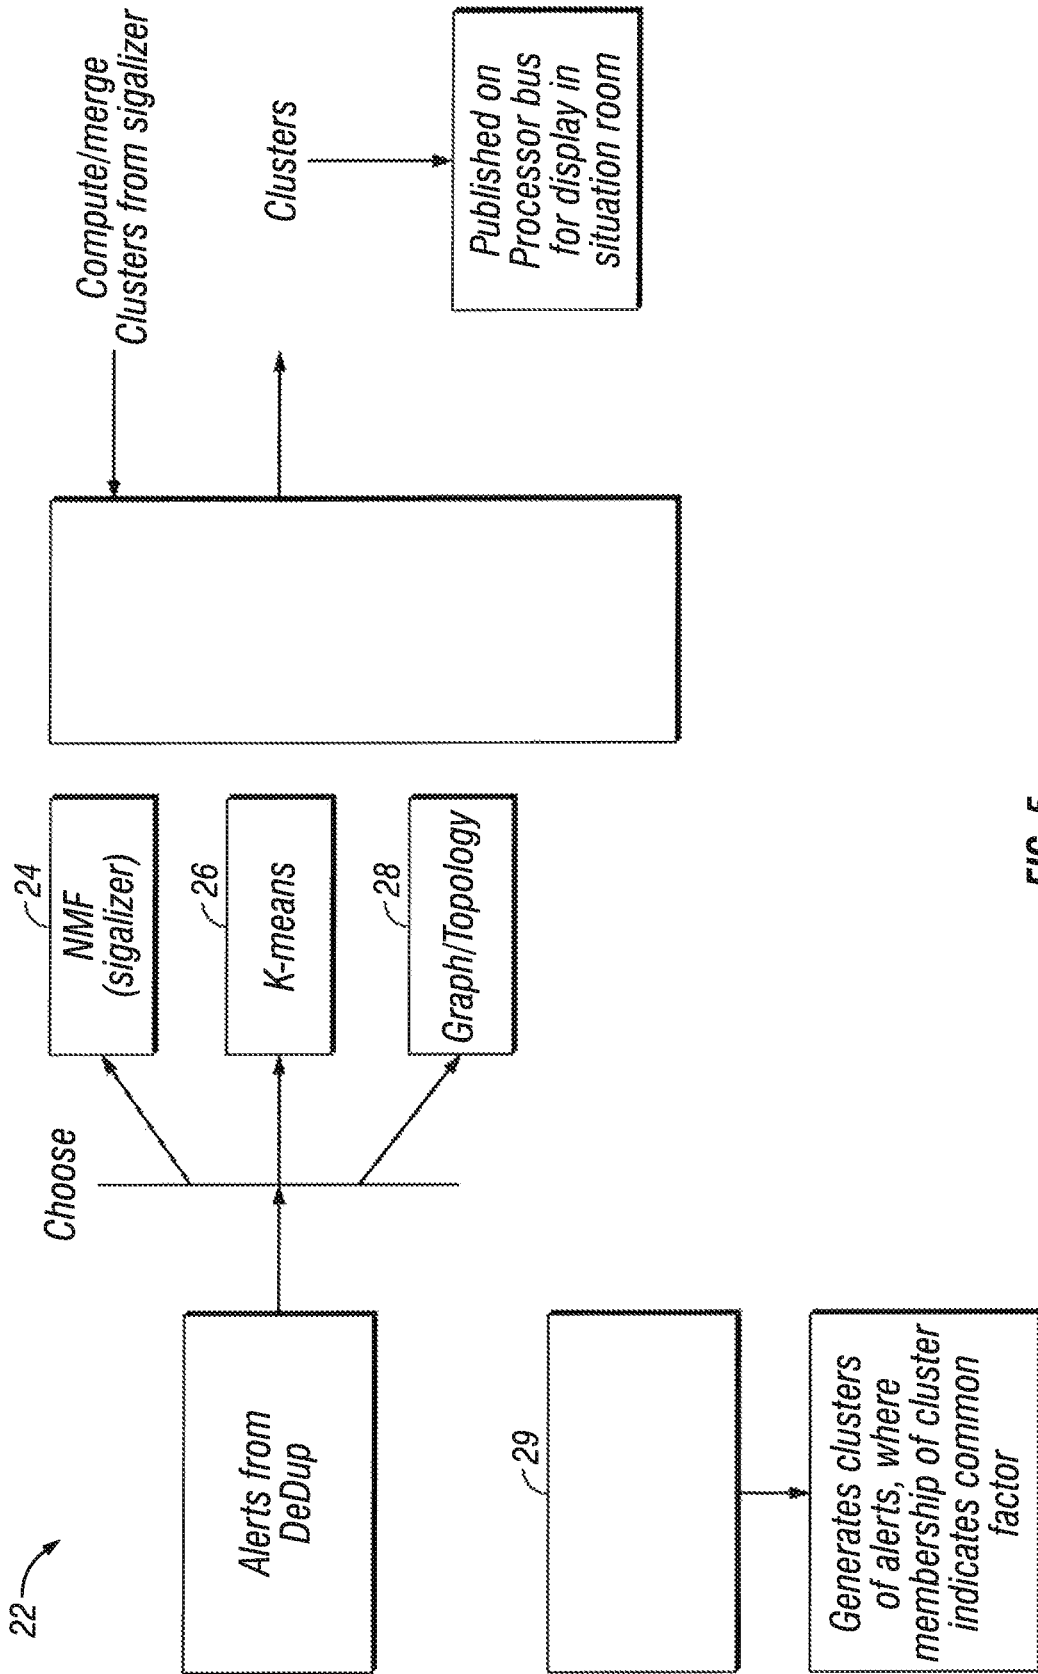 22
Alerts from
DeDup
Choose
24
NMF
(sigalizer)
26
K-means
28
Graph/Topology
Compute/merge
Clusters from sigalizer
Clusters
Published on
Processor bus
for display in
situation room
29
Generates clusters
of alerts, where
membership of cluster
indicates common
factor